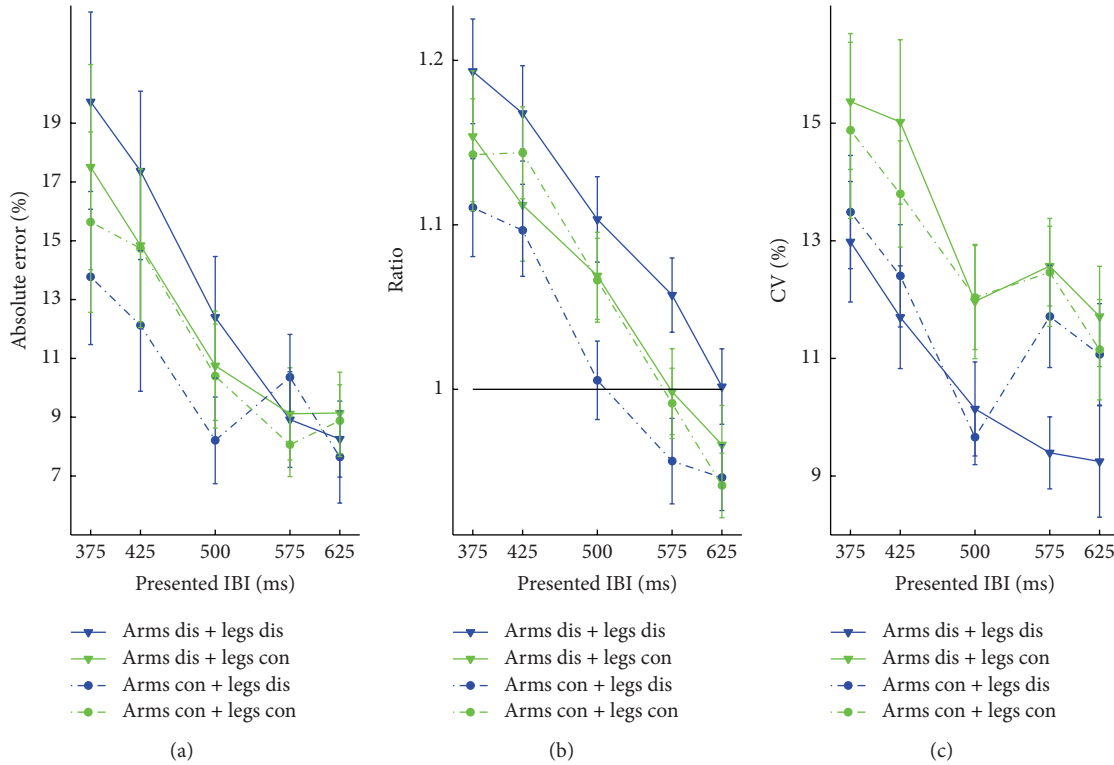 19
17
15
13
11
9
7
Absolute error (%)
375 425 500 575 625
Presented IBI (ms)
Arms dis + legs dis
Arms dis + legs con
Arms con + legs dis
Arms con + legs con
(a)
1.2
1.1
1
Ratio
375 425 500 575 625
Presented IBI (ms)
Arms dis + legs dis
Arms dis + legs con
Arms con + legs dis
Arms con + legs con
(b)
15
13
11
9
CV (%)
375 425 500 575 625
Presented IBI (ms)
Arms dis + legs dis
Arms dis + legs con
Arms con + legs dis
Arms con + legs con
(c)